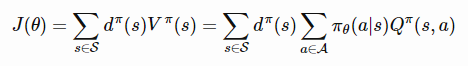 J(θ) = ∑_{s∈𝒮} d^π(s)V^π(s) = ∑_{s∈𝒮} d^π(s) ∑_{a∈𝒜} π_θ(a|s)Q^π(s, a)